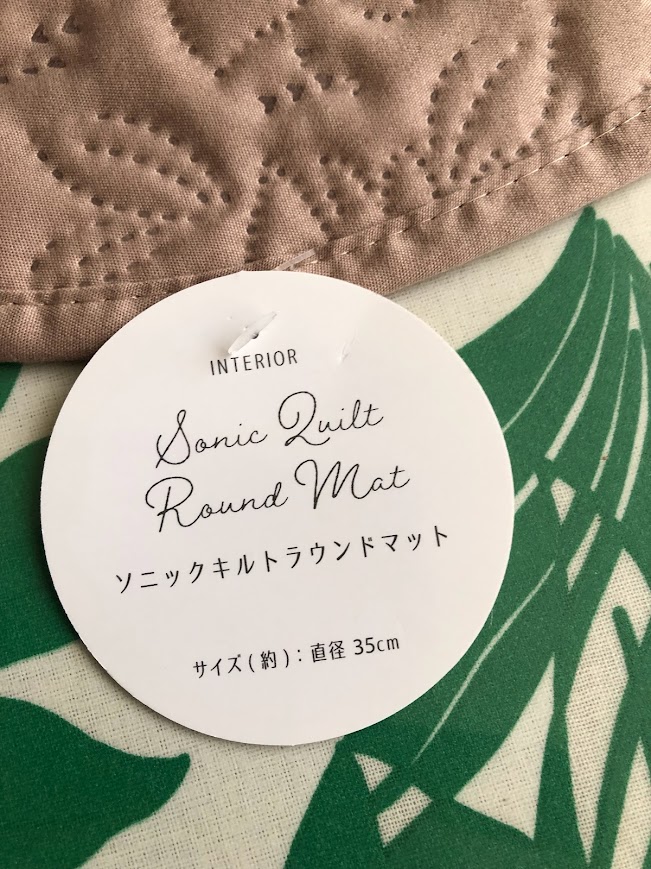 INTERIOR
Sonic Quilt
Round Mat
ソニックキルトラウンドマット
サイズ(約):直径 35cm